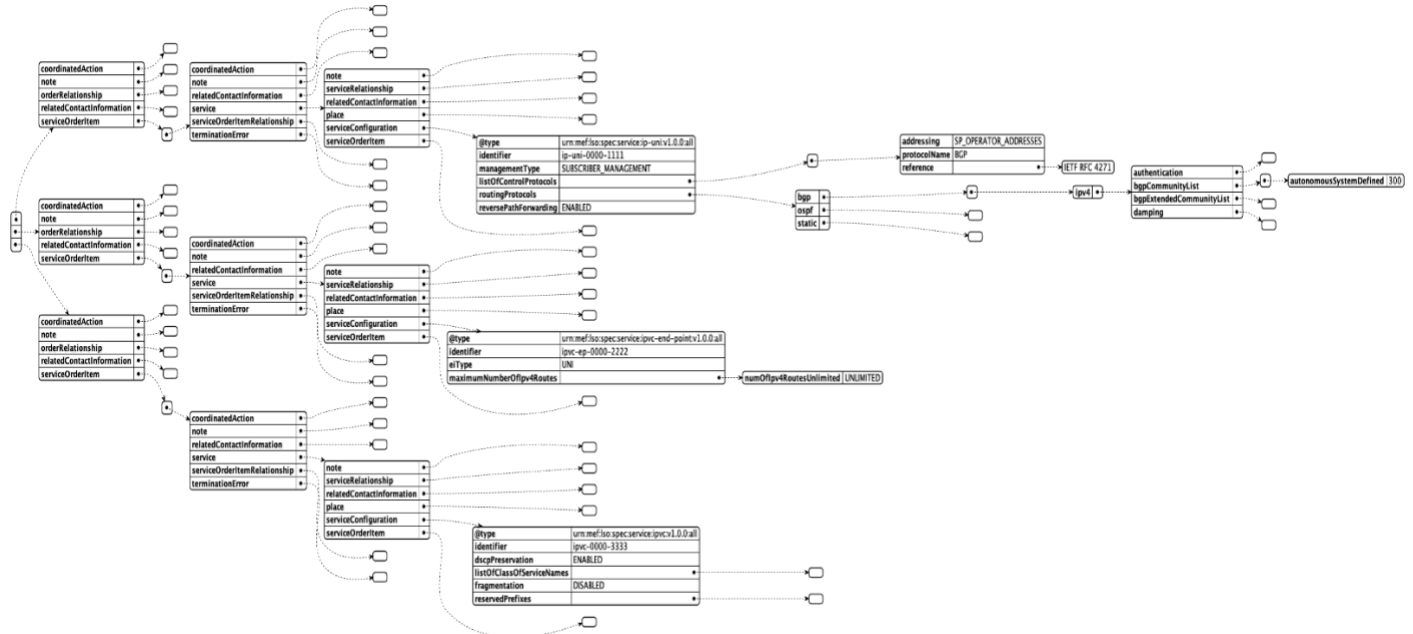 coordinatedAction
note
orderRelationship
relatedContactInformation
serviceOrderItem
coordinatedAction
note
relatedContactInformation
service
serviceOrderItemRelationship
terminationError
note
serviceRelationship
relatedContactInformation
place
serviceConfiguration
serviceOrderItem
@type urn:mef:lso:spec:service:ip-uni:v1.0.0:all
identifier ip-uni-0000-1111
managementType SUBSCRIBER_MANAGEMENT
listOfControlProtocols
routingProtocols
reversePathForwarding ENABLED
addressing SP_OPERATOR_ADDRESSES
protocolName BGP
reference
IETF RFC 4271
bgp
ospf
static
ipv4
authentication
bgpCommunityList
bgpExtendedCommunityList
damping
autonomousSystemDefined 300
coordinatedAction
note
orderRelationship
relatedContactInformation
serviceOrderItem
coordinatedAction
note
relatedContactInformation
service
serviceOrderItemRelationship
terminationError
note
serviceRelationship
relatedContactInformation
place
serviceConfiguration
serviceOrderItem
@type urn:mef:lso:spec:service:ipvc-end-point:v1.0.0:all
identifier ipvc-ep-0000-2222
eiType UNI
maximumNumberOfIpv4Routes
numOfIpv4RoutesUnlimited UNLIMITED
coordinatedAction
note
orderRelationship
relatedContactInformation
serviceOrderItem
coordinatedAction
note
relatedContactInformation
service
serviceOrderItemRelationship
terminationError
note
serviceRelationship
relatedContactInformation
place
serviceConfiguration
serviceOrderItem
@type urn:mef:lso:spec:service:ipvc:v1.0.0:all
identifier ipvc-0000-3333
dscpPreservation ENABLED
listOfClassOfServiceNames
fragmentation DISABLED
reservedPrefixes